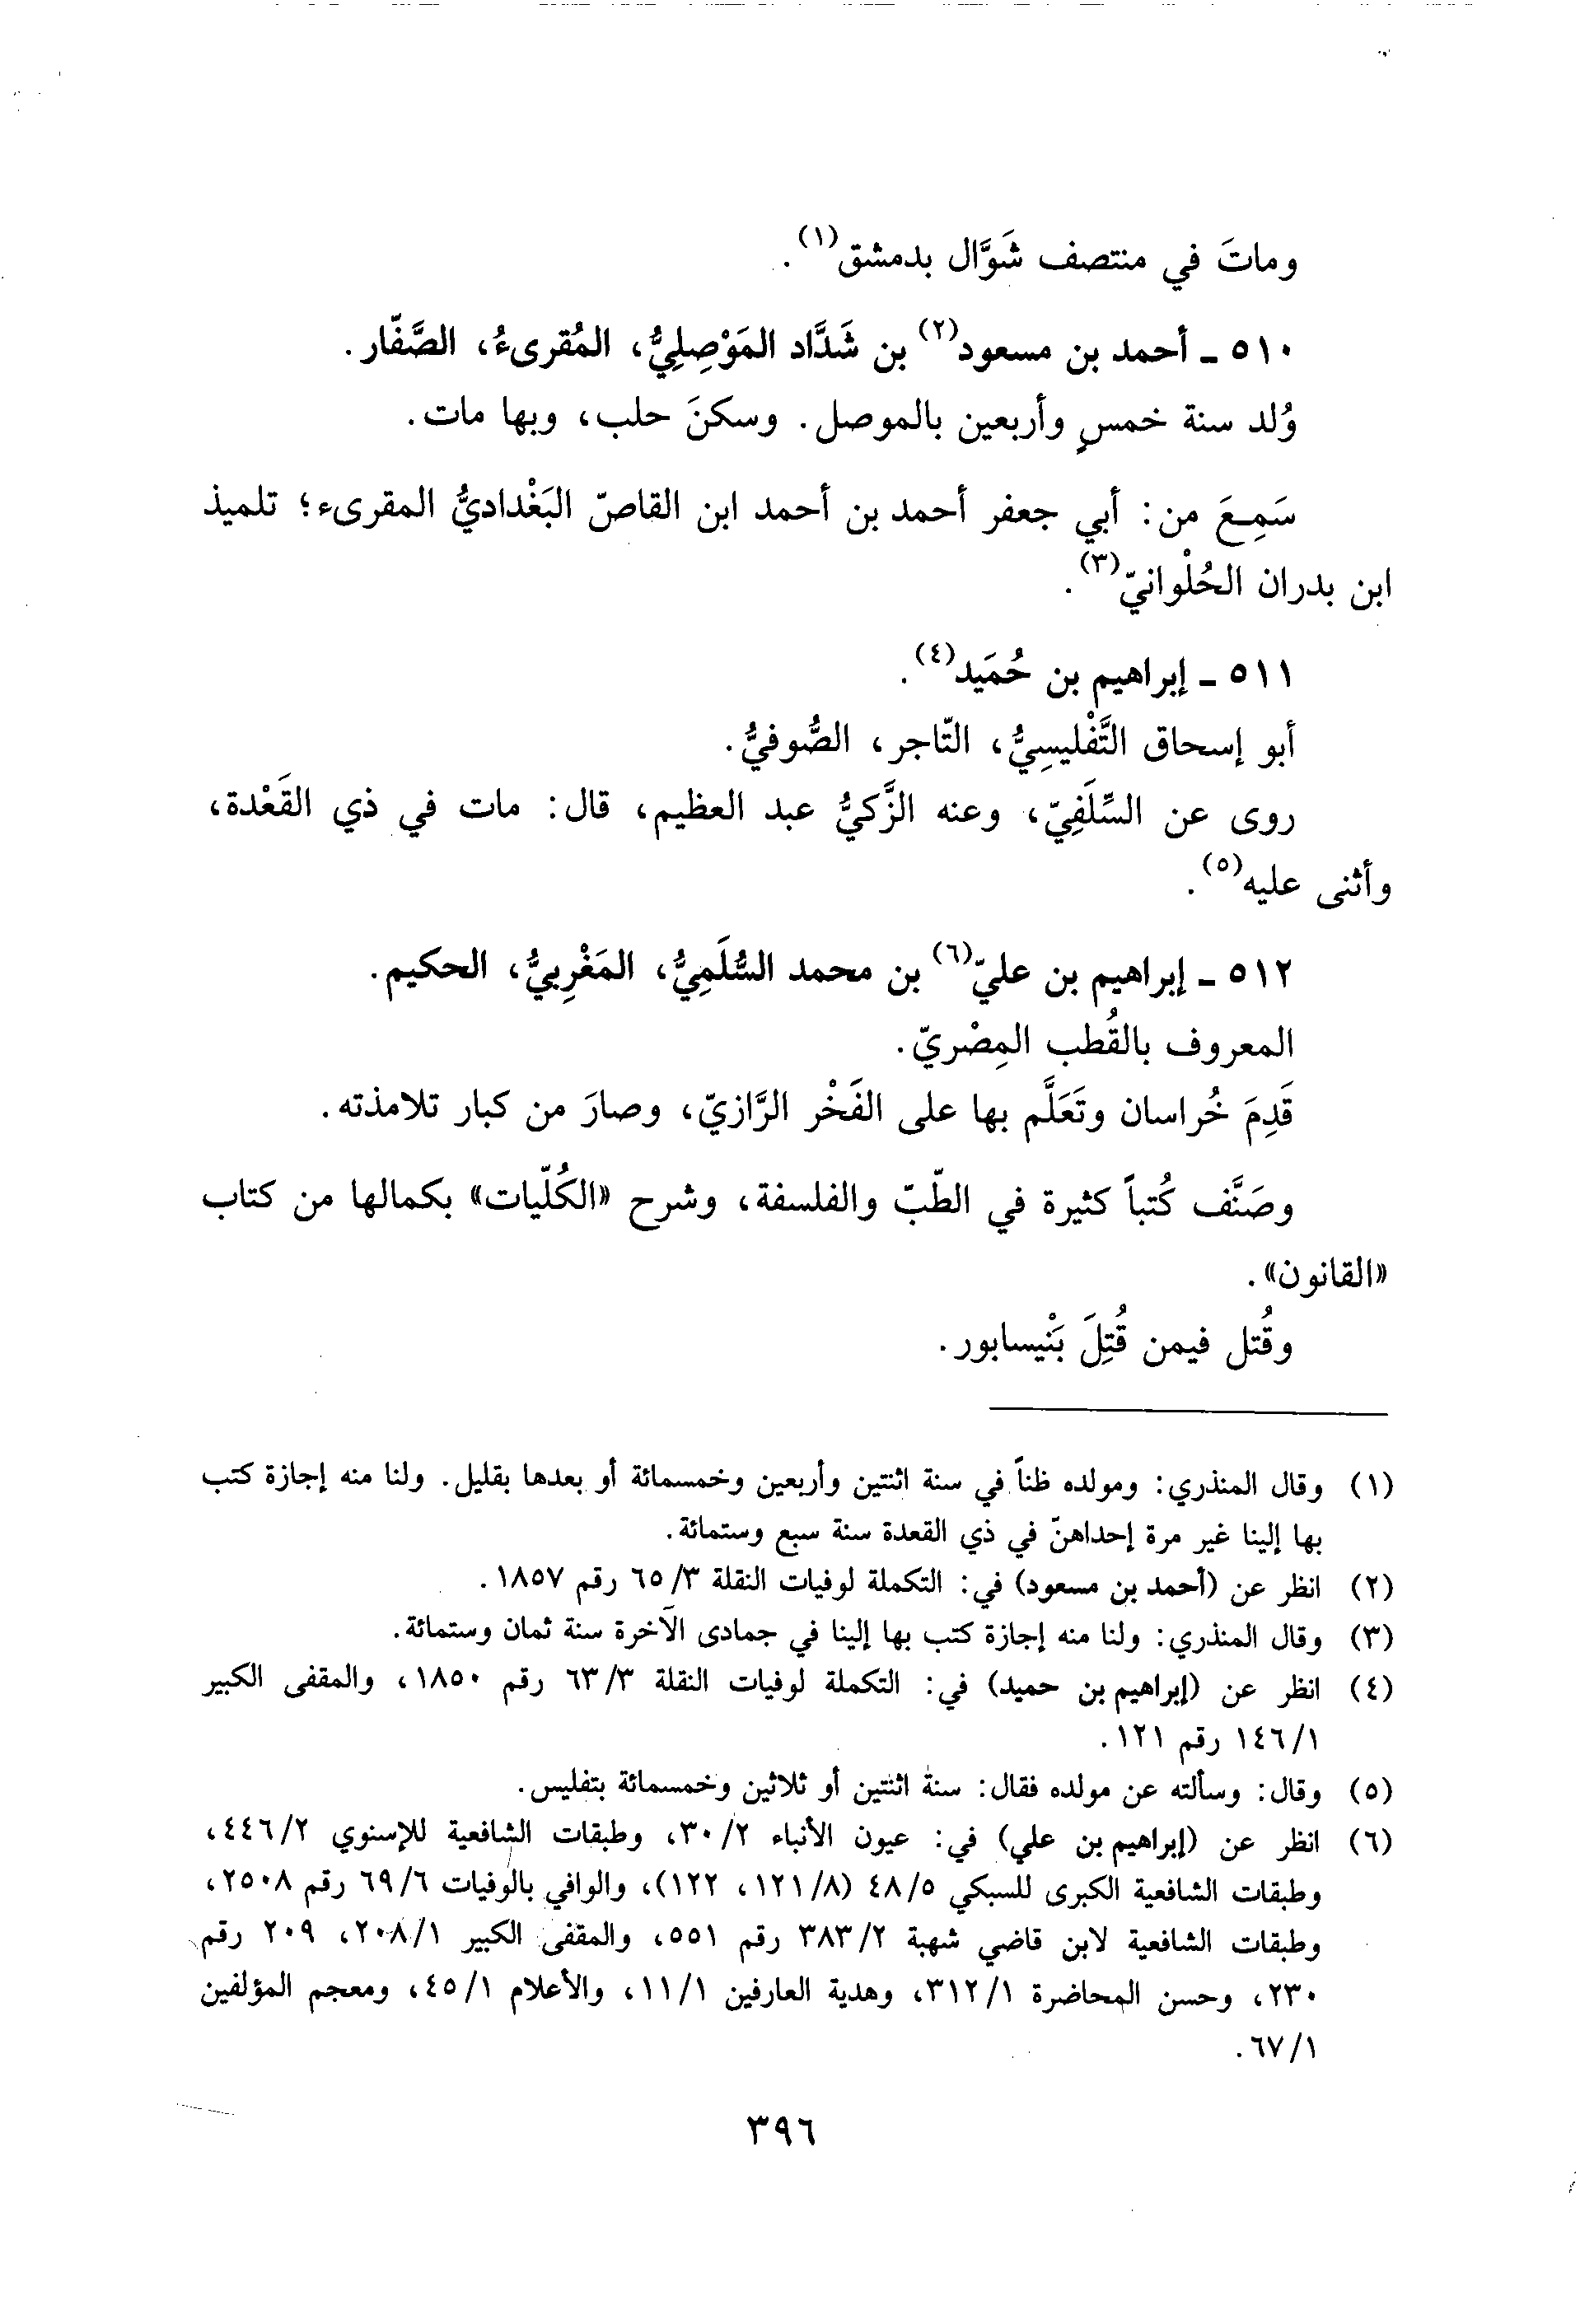 وماتَ في منتصف شَوَّال بدمشق(١).
٥١٠ ـ أحمد بن مسعود(٢) بن شَدَّاد المَوْصِلِيُّ، المُقرىءُ، الصَّفّار.
وُلد سنة خمسٍ وأربعين بالموصل. وسكنَ حلب، وبها مات.
سَمِعَ من: أبي جعفر أحمد بن أحمد ابن القاصّ البَغْداديُّ المقرىء؛ تلميذ
ابن بدران الحُلْوانيّ(٣).
٥١١ ـ إبراهيم بن حُمَيد(٤).
أبو إسحاق التَّفْليسِيُّ، التّاجر، الصُّوفيُّ.
روى عن السِّلَفِيّ، وعنه الزَّكيُّ عبد العظيم، قال: مات في ذي القَعْدة،
وأثنى عليه(٥).
٥١٢ ـ إبراهيم بن عليّ(٦) بن محمد السُّلَمِيُّ، المَغْرِبيُّ، الحكيم.
المعروف بالقُطب المِصْريّ.
قَدِمَ خُراسان وتَعَلَّم بها على الفَخْر الرَّازيّ، وصارَ من كبار تلامذته.
وصَنَّف كُتباً كثيرة في الطّبّ والفلسفة، وشرح «الكُلّيات» بكمالها من كتاب
«القانون».
وقُتل فيمن قُتِلَ بَنْيسابور.
(١) وقال المنذري: ومولده ظناً في سنة اثنتين وأربعين وخمسمائة أو بعدها بقليل. ولنا منه إجازة كتب
بها إلينا غير مرة إحداهنّ في ذي القعدة سنة سبع وستمائة.
(٢) انظر عن (أحمد بن مسعود) في: التكملة لوفيات النقلة ٦٥/٣ رقم ١٨٥٧.
(٣) وقال المنذري: ولنا منه إجازة كتب بها إلينا في جمادى الآخرة سنة ثمان وستمائة.
(٤) انظر عن (إبراهيم بن حميد) في: التكملة لوفيات النقلة ٦٣/٣ رقم ١٨٥٠، والمقفى الكبير
١٤٦/١ رقم ١٢١.
(٥) وقال: وسألته عن مولده فقال: سنة اثنتين أو ثلاثين وخمسمائة بتفليس.
(٦) انظر عن (إبراهيم بن علي) في: عيون الأنباء ٣٠/٢، وطبقات الشافعية للإسنوي ٤٤٦/٢،
وطبقات الشافعية الكبرى للسبكي ٤٨/٥ (١٢١/٨، ١٢٢)، والوافي بالوفيات ٦٩/٦ رقم ٢٥٠٨،
وطبقات الشافعية لابن قاضي شهبة ٣٨٣/٢ رقم ٥٥١، والمقفى الكبير ٢٠٨/١، ٢٠٩ رقم
٢٣٠، وحسن المحاضرة ٣١٢/١، وهدية العارفين ١١/١، والأعلام ٤٥/١، ومعجم المؤلفين
٦٧/١.
٣٩٦